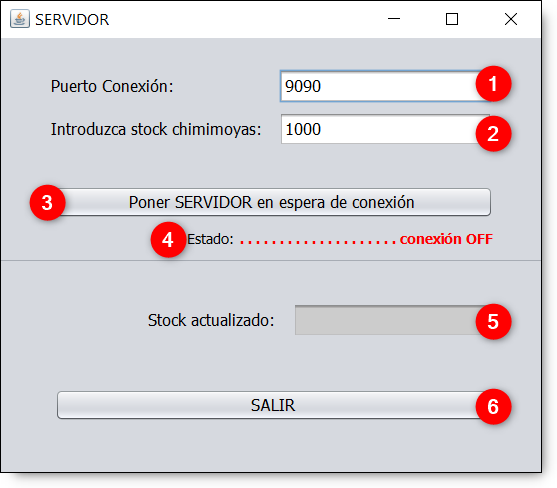 SERVIDOR
Puerto Conexión: 9090 1
Introduzca stock chimimoyas: 1000 2
3 Poner SERVIDOR en espera de conexión
4 Estado: . . . . . . . . . . . . . . . . . . . . conexión OFF
Stock actualizado: 5
SALIR 6